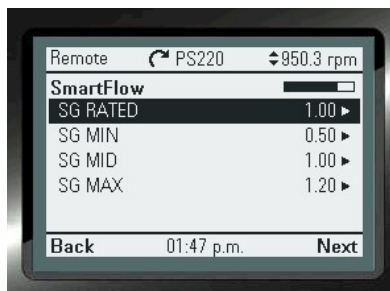 Remote PS220 950.3 rpm
SmartFlow
SG RATED 1.00
SG MIN 0.50
SG MID 1.00
SG MAX 1.20
Back 01:47 p.m. Next